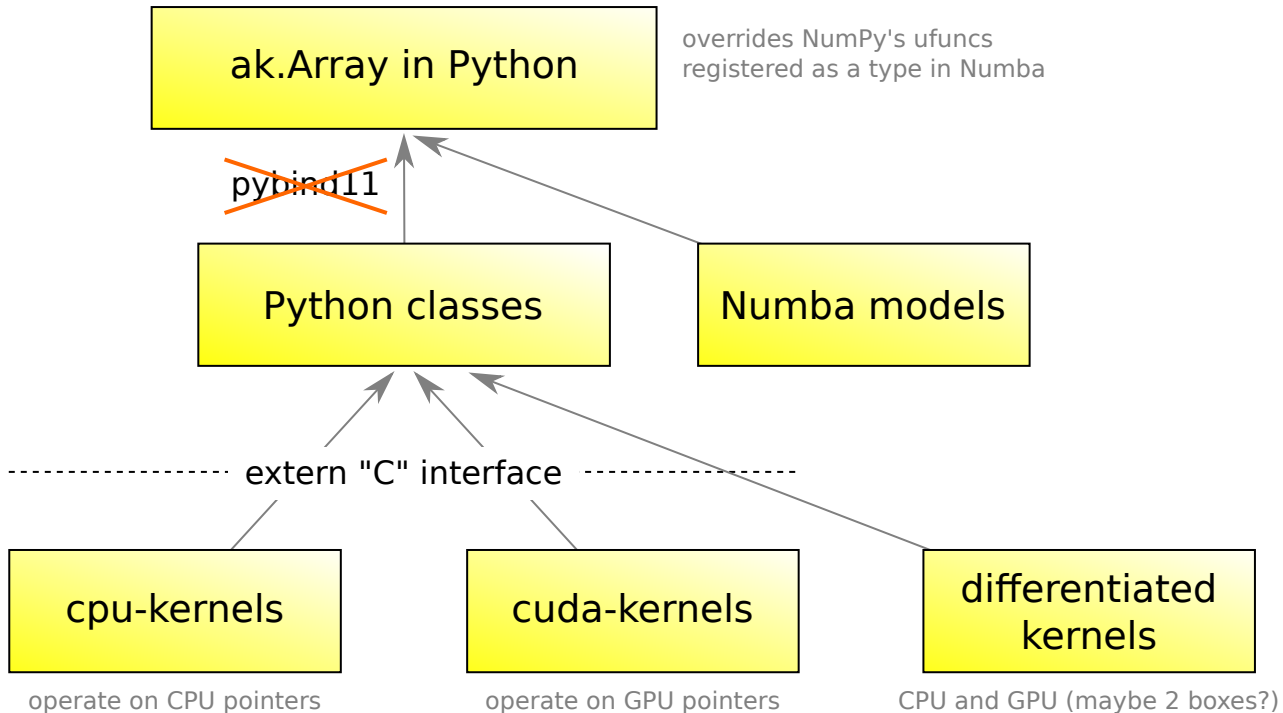 ak.Array in Python
overrides NumPy's ufuncs
registered as a type in Numba
pybind11
Python classes
Numba models
extern "C" interface
cpu-kernels
cuda-kernels
differentiated
kernels
operate on CPU pointers
operate on GPU pointers
CPU and GPU (maybe 2 boxes?)